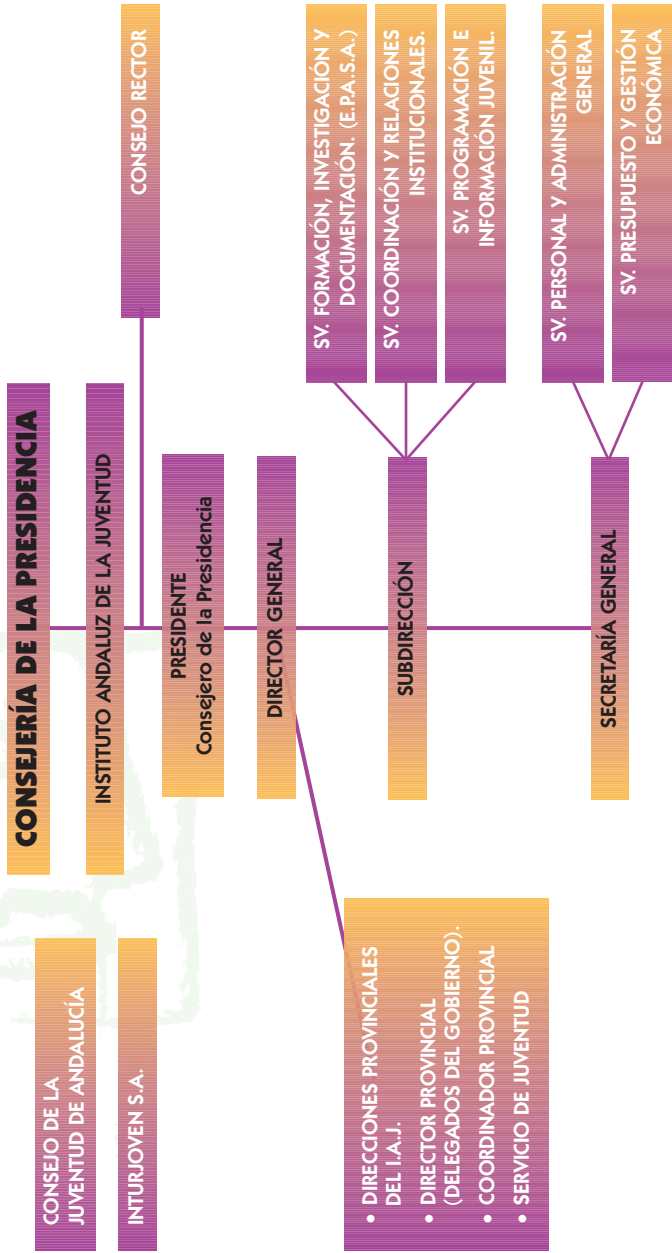 CONSEJERÍA DE LA PRESIDENCIA
CONSEJO DE LA
JUVENTUD DE ANDALUCÍA
INSTITUTO ANDALUZ DE LA JUVENTUD
INTURJOVEN S.A.
CONSEJO RECTOR
PRESIDENTE
Consejero de la Presidencia
DIRECTOR GENERAL
• DIRECCIONES PROVINCIALES
DEL I.A.J.
• DIRECTOR PROVINCIAL
(DELEGADOS DEL GOBIERNO).
• COORDINADOR PROVINCIAL
• SERVICIO DE JUVENTUD
SUBDIRECCIÓN
SV. FORMACIÓN, INVESTIGACIÓN Y
DOCUMENTACIÓN. (E.P.A.S.A.)
SV. COORDINACIÓN Y RELACIONES
INSTITUCIONALES.
SV. PROGRAMACIÓN E
INFORMACIÓN JUVENIL.
SECRETARÍA GENERAL
SV. PERSONAL Y ADMINISTRACIÓN
GENERAL
SV. PRESUPUESTO Y GESTIÓN
ECONÓMICA